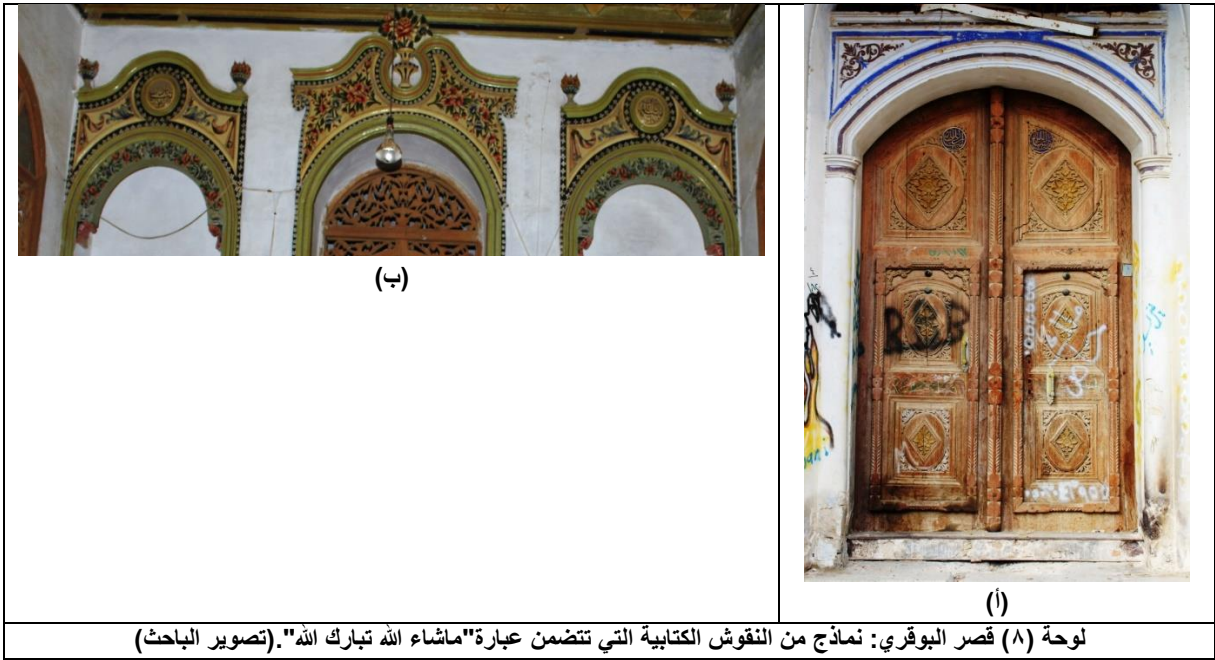 (أ)
(ب)
لوحة (٨) قصر البوقري: نماذج من النقوش الكتابية التي تتضمن عبارة"ماشاء الله تبارك الله".(تصوير الباحث)